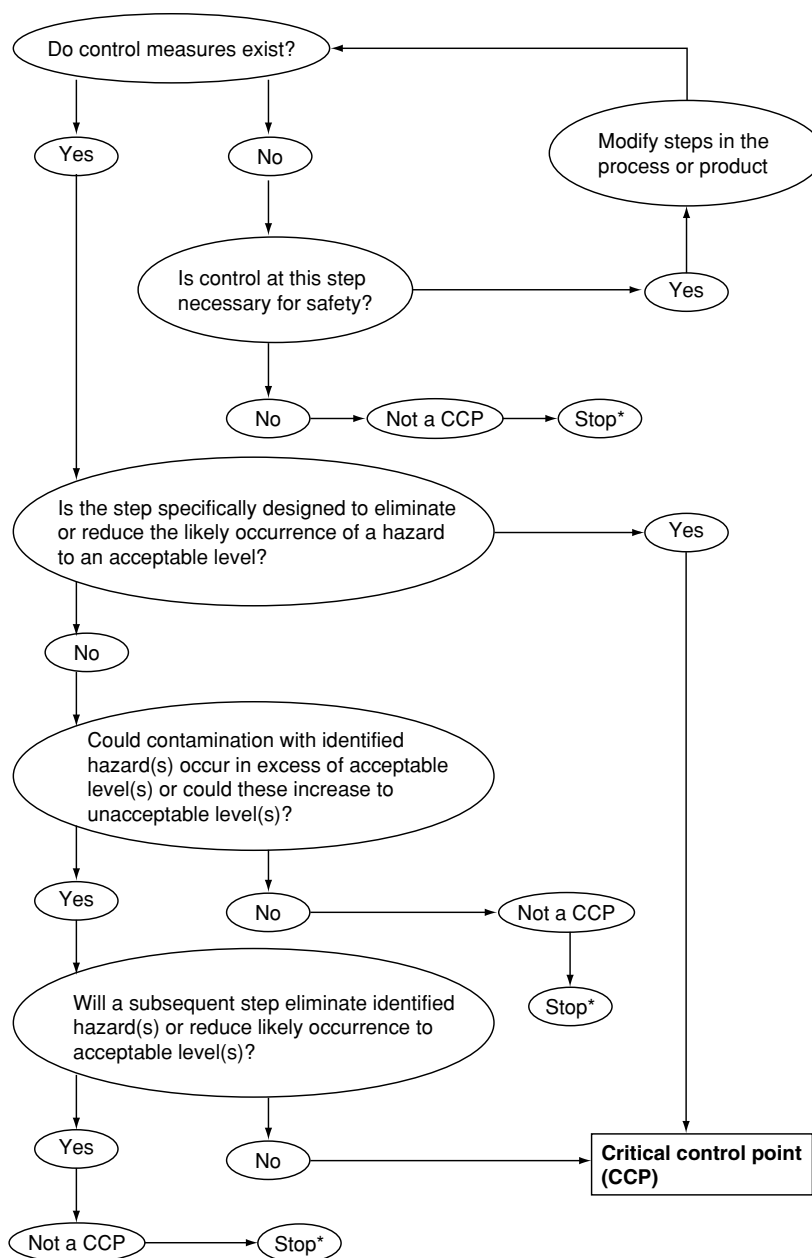 Do control measures exist?
Modify steps in the
process or product
Yes
No
Is control at this step
necessary for safety?
Yes
No
Not a CCP
Stop*
Is the step specifically designed to eliminate
or reduce the likely occurrence of a hazard
to an acceptable level?
Yes
No
Could contamination with identified
hazard(s) occur in excess of acceptable
level(s) or could these increase to
unacceptable level(s)?
Yes
No
Not a CCP
Stop*
Will a subsequent step eliminate identified
hazard(s) or reduce likely occurrence to
acceptable level(s)?
Yes
No
Critical control point
(CCP)
Not a CCP
Stop*